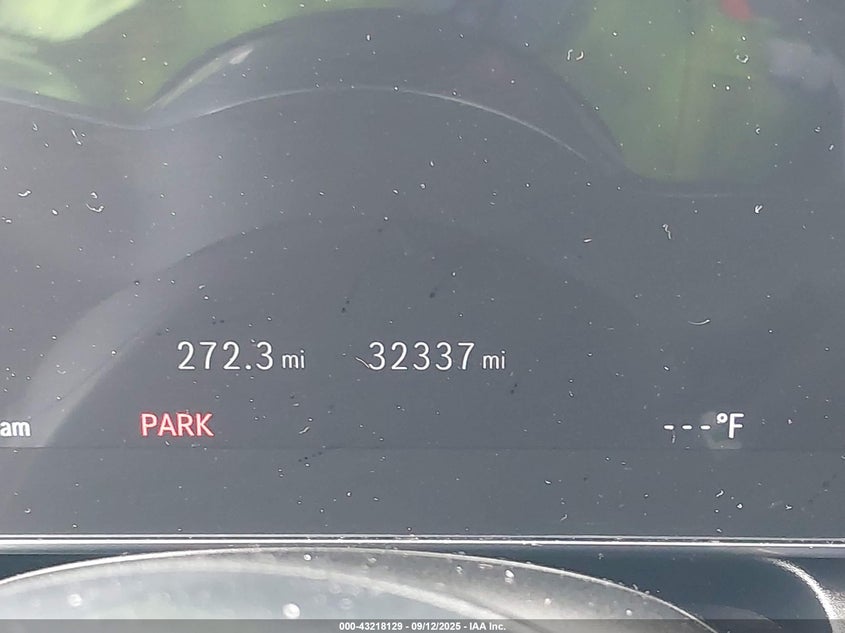 272.3 mi 32337 mi
am PARK ---°F
000-43218129 - 09/12/2025 - IAA Inc.